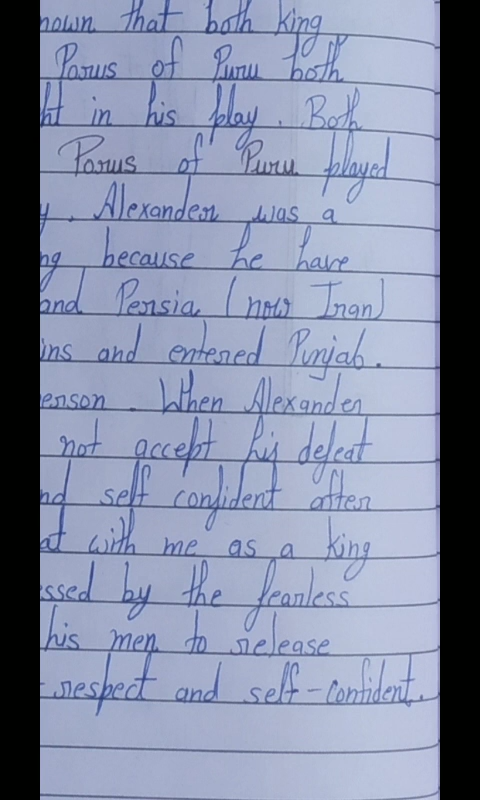 nown that both king
Porus of Puru both
ht in his play. Both
Porus of Puru played
y. Alexander was a
ng because he have
and Persia (now Iran)
ins and entered Punjab.
erson. When Alexander
not accept his defeat
nd self confident after
at with me as a king
ssed by the fearless
his men to release
-respect and self-confident.